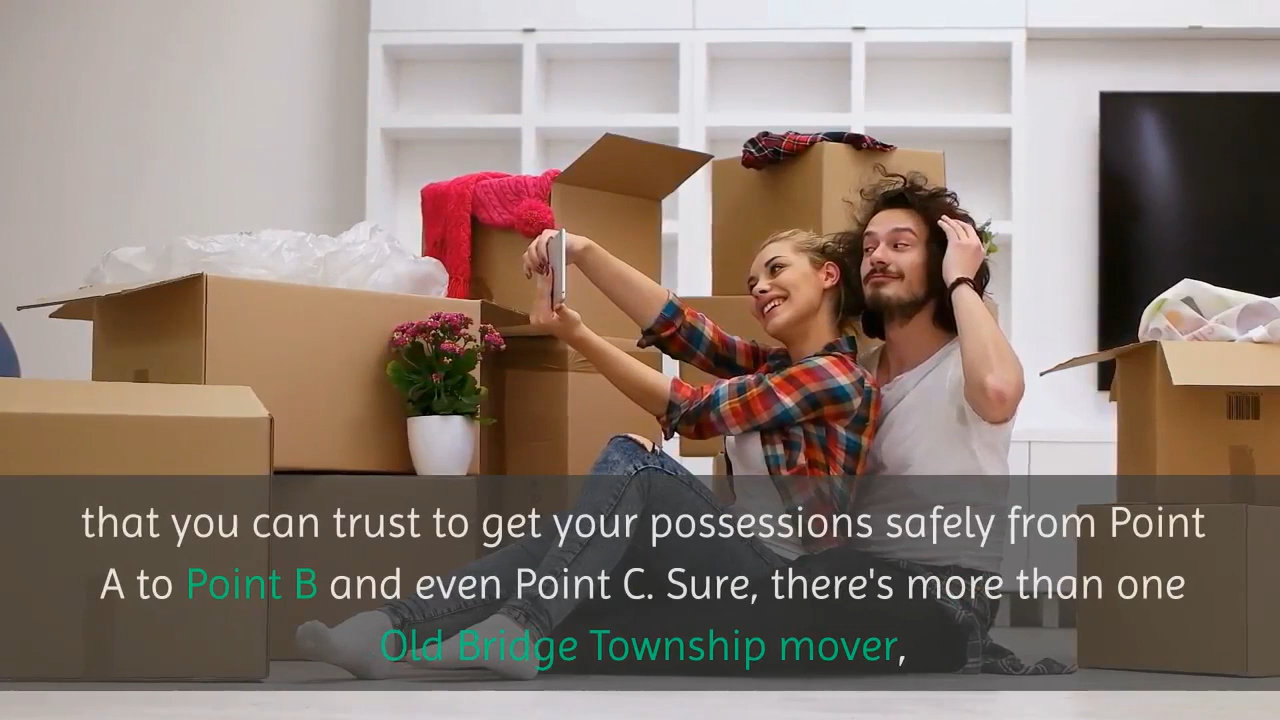 that you can trust to get your possessions safely from Point
A to Point B and even Point C. Sure, there's more than one
Old Bridge Township mover,